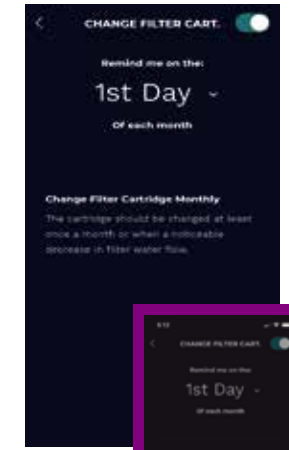 CHANGE FILTER CART.
Remind me on the:
1st Day
Of each month
Change Filter Cartridge Monthly
The cartridge should be changed at least
once a month or when a noticeable
decrease in filter water flow.
CHANGE FILTER CART.
Remind me on the:
1st Day
Of each month